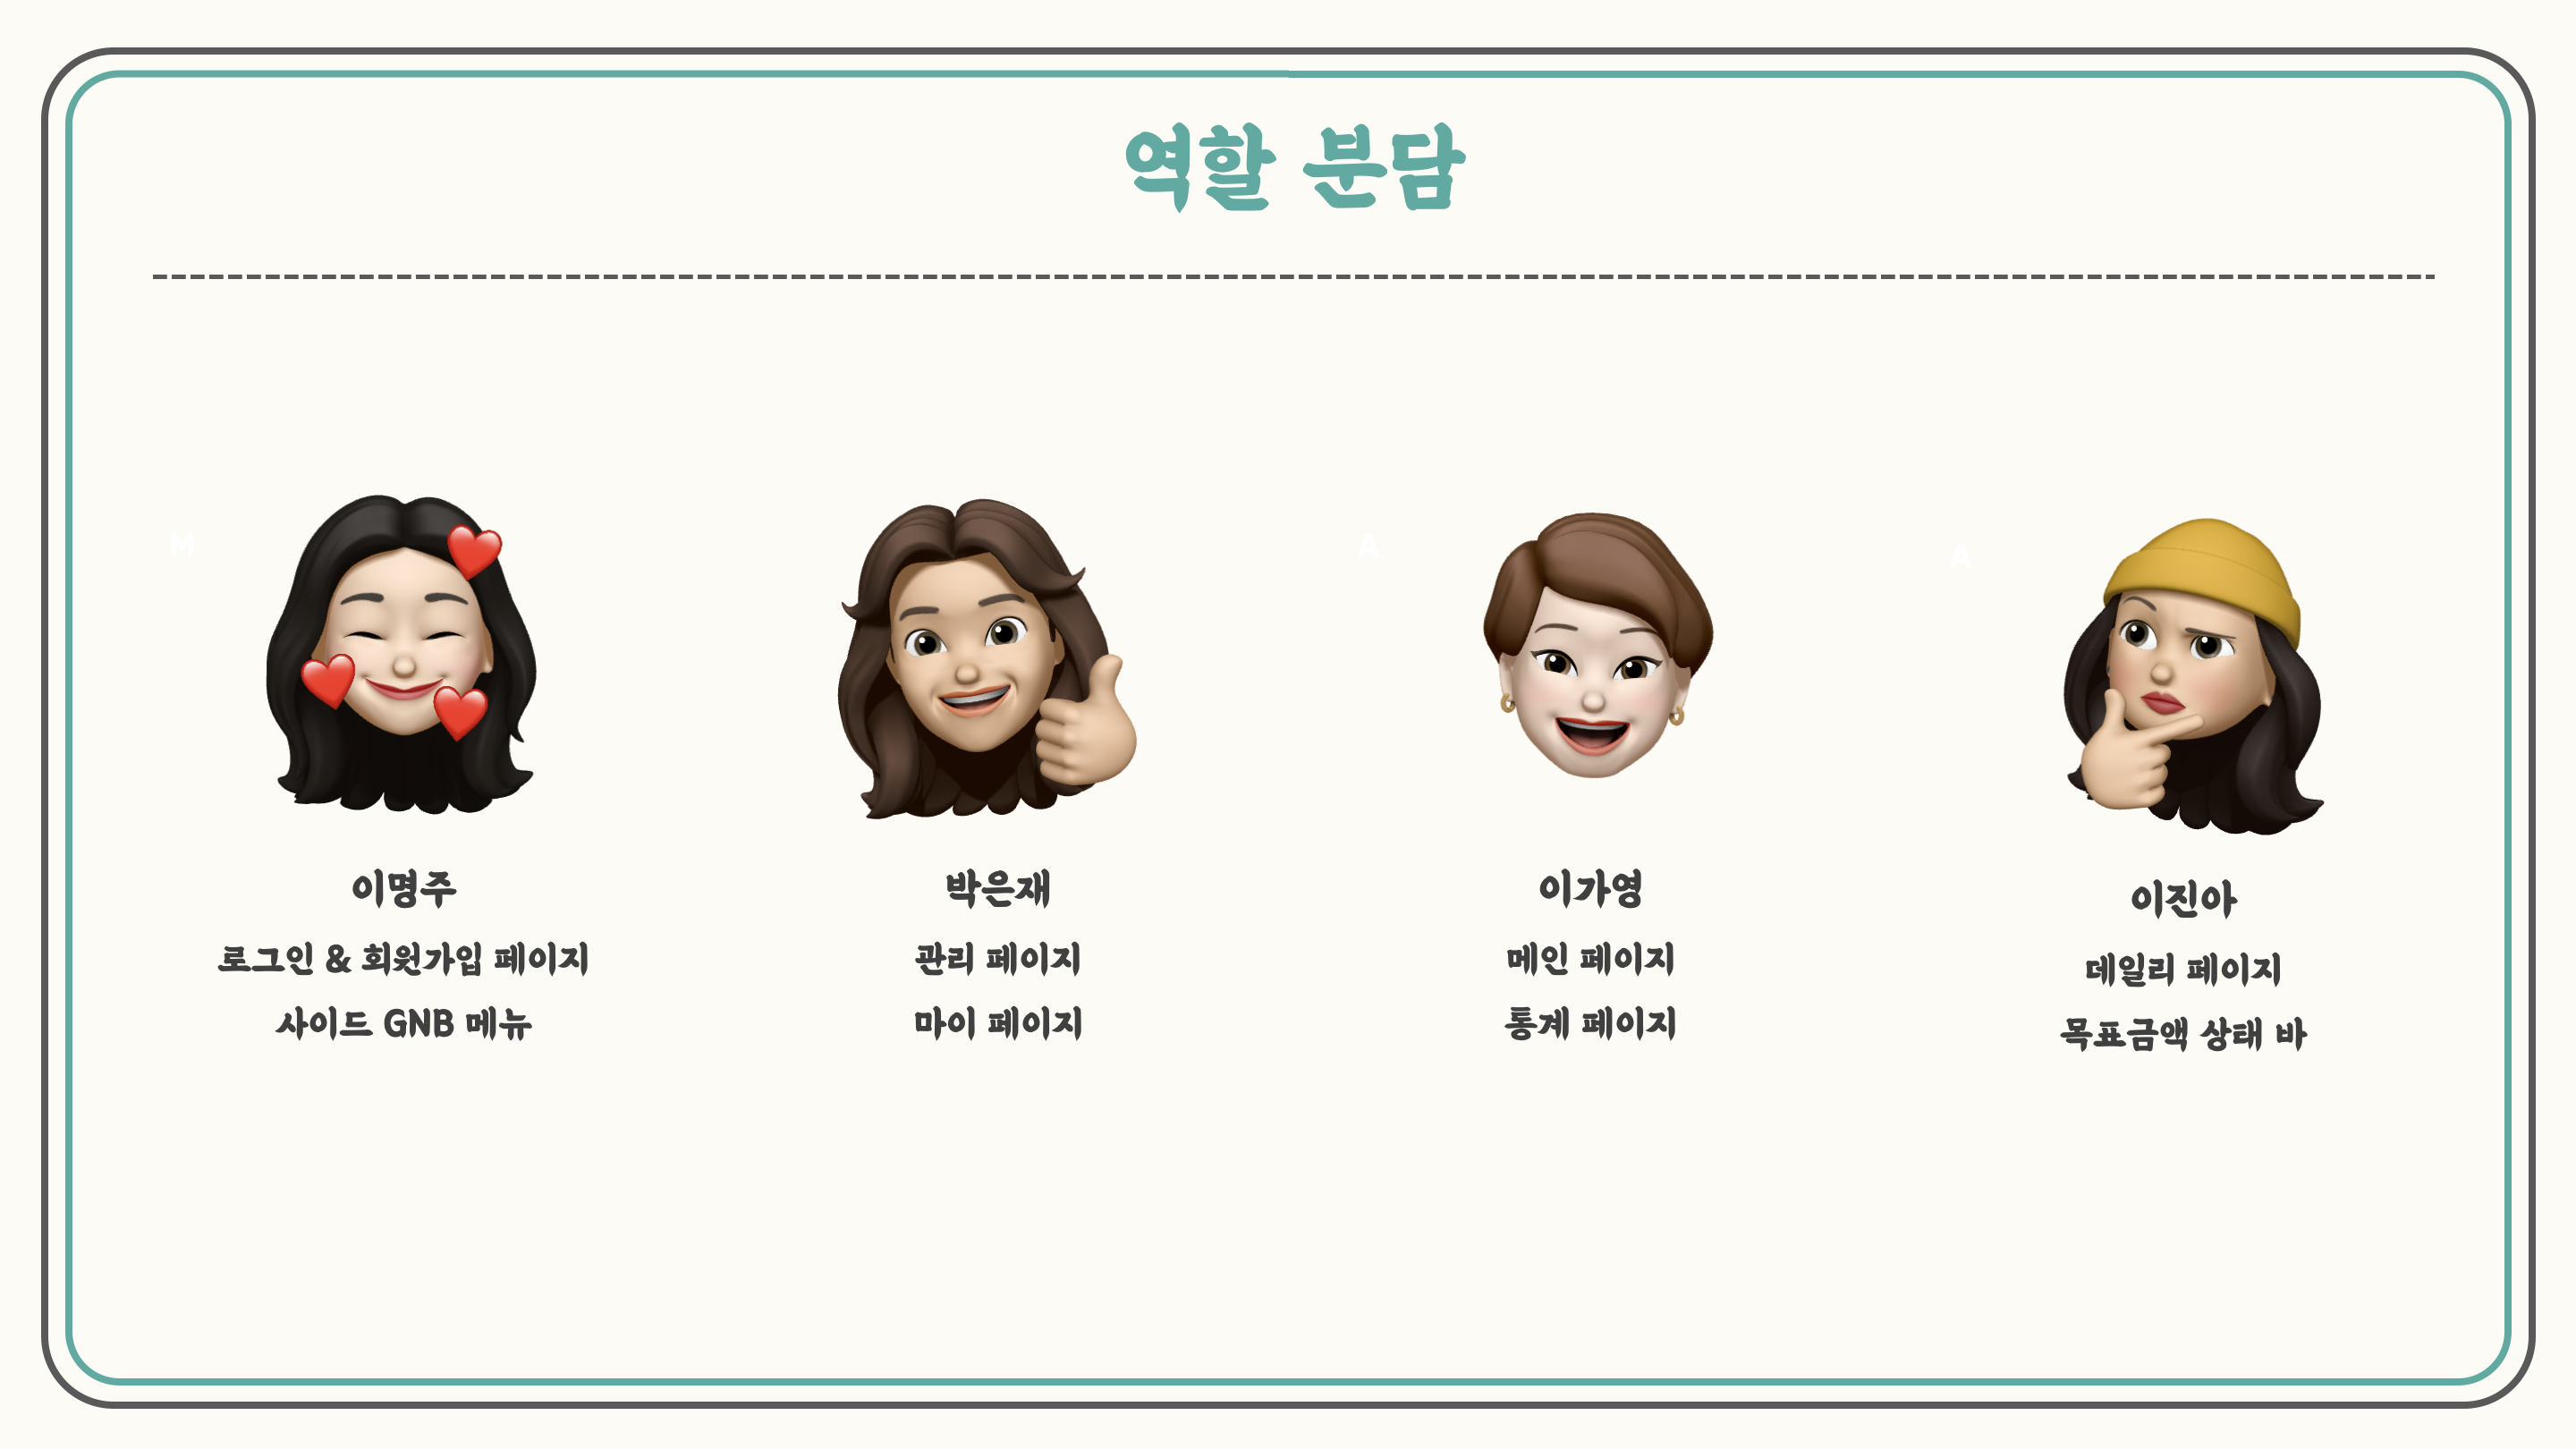 역할 분담
M
A
A
이명주
로그인 & 회원가입 페이지
사이드 GNB 메뉴
박은재
관리 페이지
마이 페이지
이가영
메인 페이지
통계 페이지
이진아
데일리 페이지
목표금액 상태 바